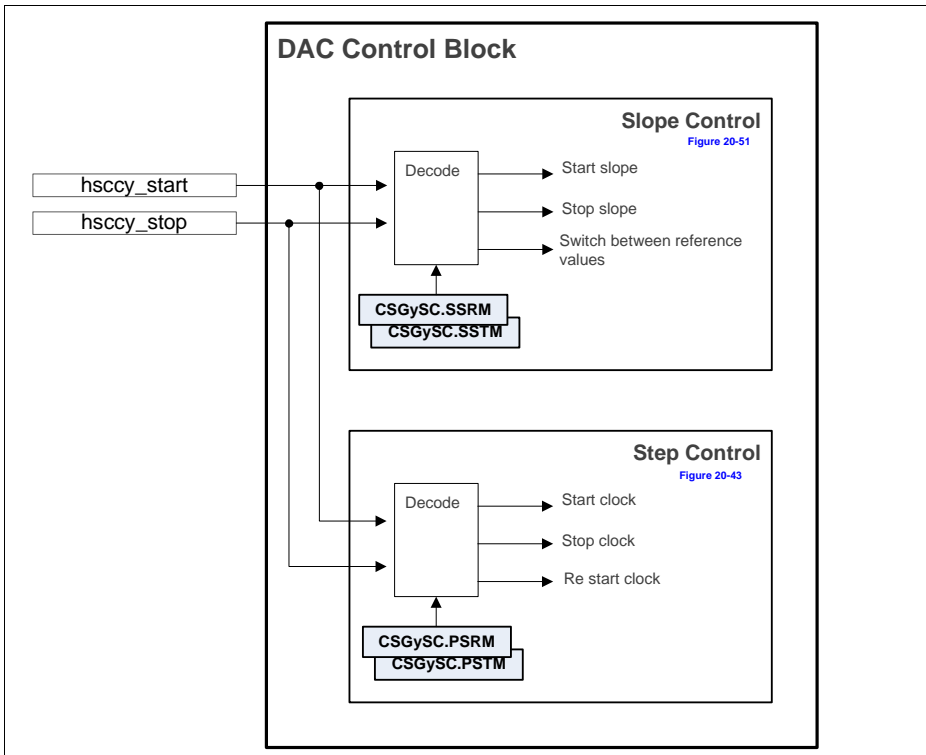 DAC Control Block
Slope Control
Figure 20-51
hsccy_start
hsccy_stop
Decode
Start slope
Stop slope
Switch between reference
values
CSGySC.SSRM
CSGySC.SSTM
Step Control
Figure 20-43
Decode
Start clock
Stop clock
Re start clock
CSGySC.PSRM
CSGySC.PSTM